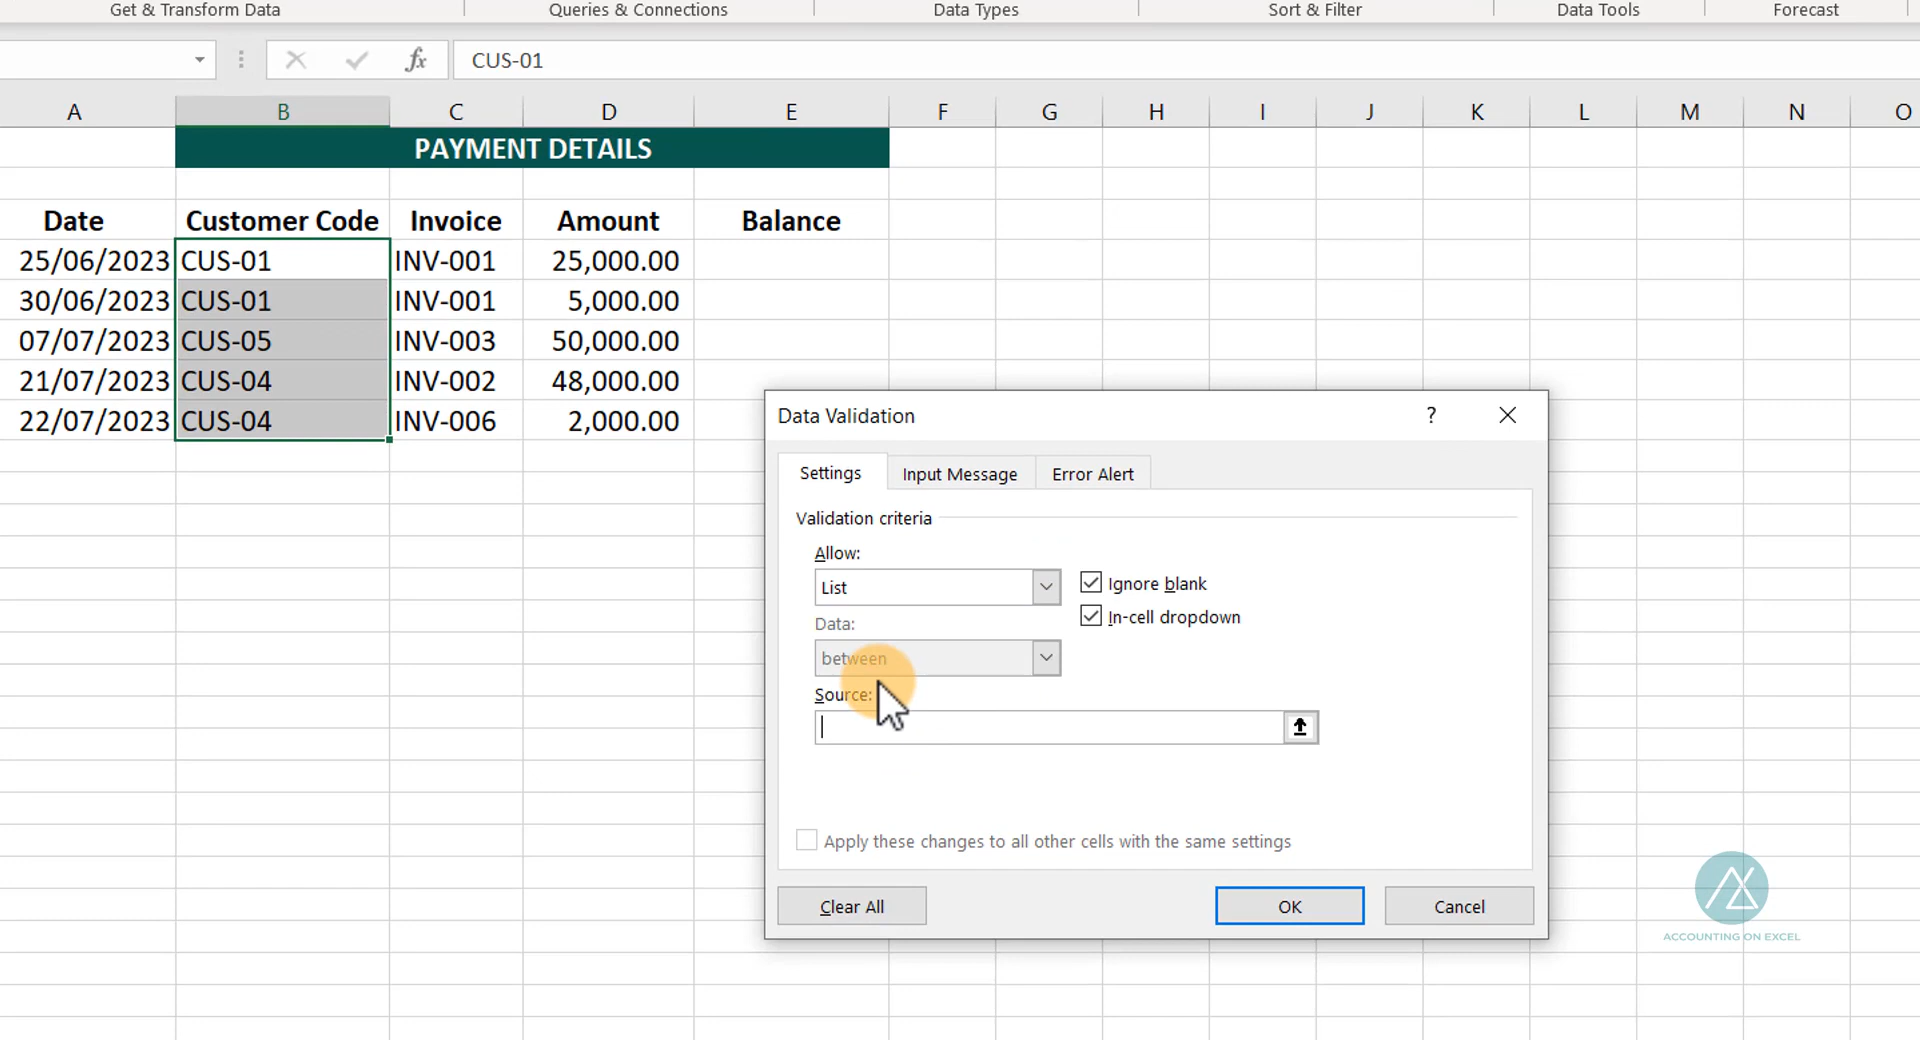 Get & Transform Data Queries & Connections Data Types Sort & Filter Data Tools Forecast
fx CUS-01
A B C D E F G H I J K L M N O
PAYMENT DETAILS
Date Customer Code Invoice Amount Balance
25/06/2023 CUS-01 INV-001 25,000.00
30/06/2023 CUS-01 INV-001 5,000.00
07/07/2023 CUS-05 INV-003 50,000.00
21/07/2023 CUS-04 INV-002 48,000.00
22/07/2023 CUS-04 INV-006 2,000.00
Data Validation ?
Settings Input Message Error Alert
Validation criteria
Allow:
List Ignore blank
Data: In-cell dropdown
between
Source:
Apply these changes to all other cells with the same settings
Clear All OK Cancel
ACCOUNTING ON EXCEL